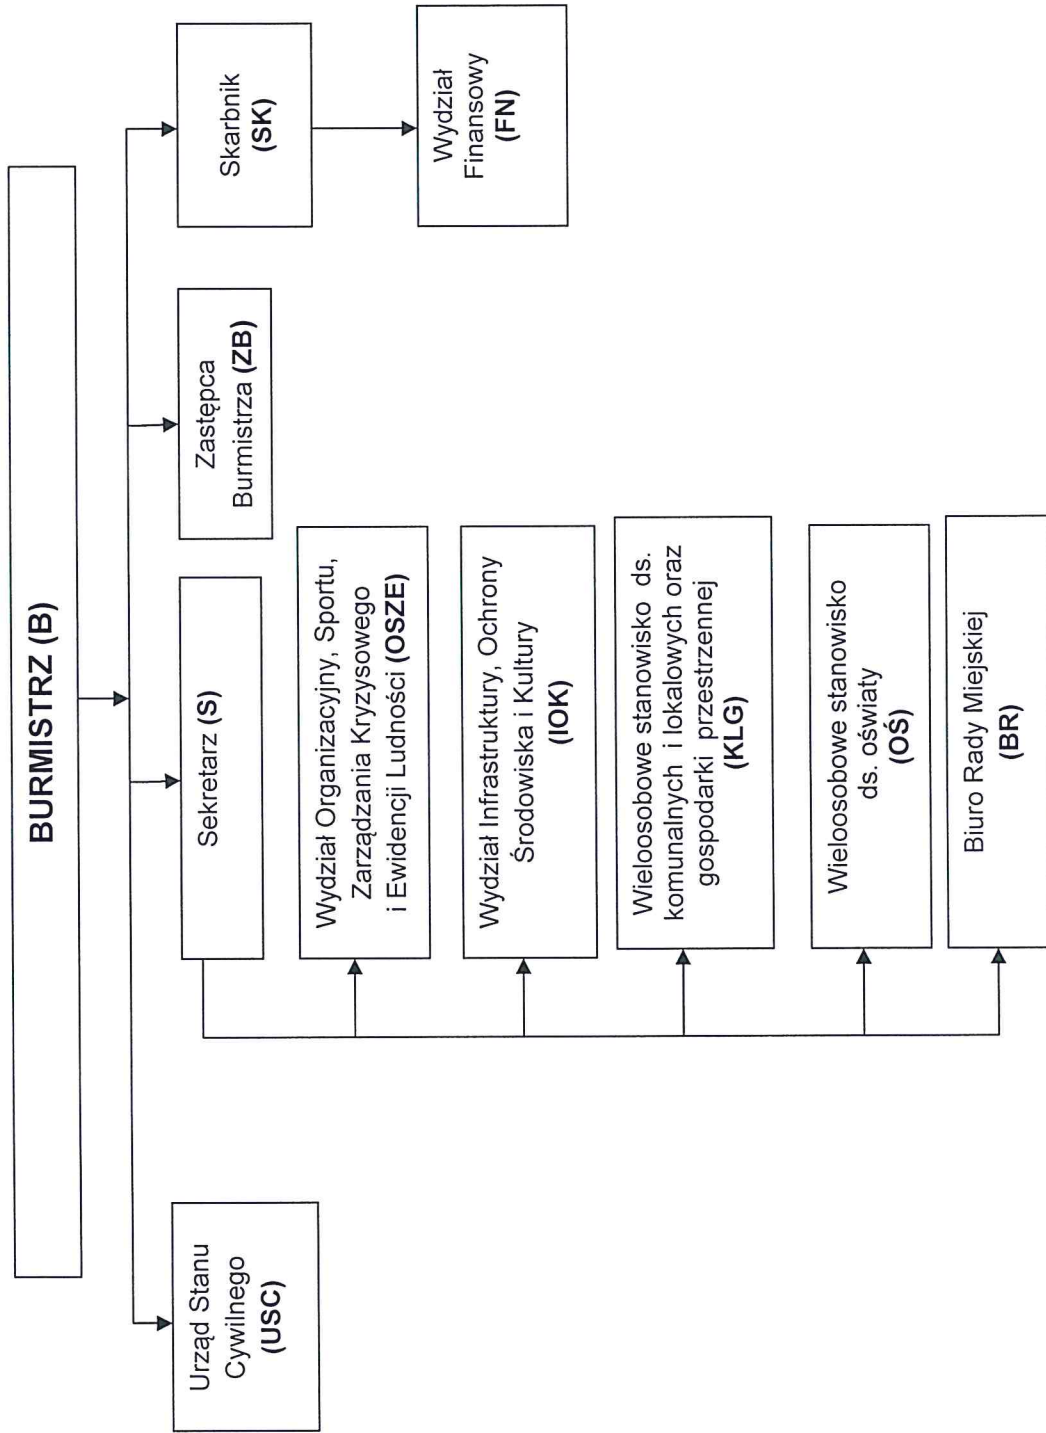 BURMISTRZ (B)
Urząd Stanu
Cywilnego
(USC)
Sekretarz (S)
Wydział Organizacyjny, Sportu,
Zarządzania Kryzysowego
i Ewidencji Ludności (OSZE)
Wydział Infrastruktury, Ochrony
Środowiska i Kultury
(IOK)
Wieloosobowe stanowisko ds.
komunalnych i lokalowych oraz
gospodarki przestrzennej
(KLG)
Wieloosobowe stanowisko
ds. oświaty
(OŚ)
Biuro Rady Miejskiej
(BR)
Zastępca
Burmistrza (ZB)
Skarbnik
(SK)
Wydział
Finansowy
(FN)